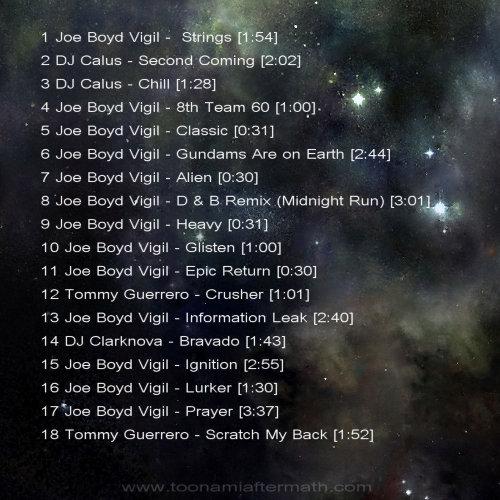 1 Joe Boyd Vigil -  Strings [1:54]
2 DJ Calus - Second Coming [2:02]
3 DJ Calus - Chill [1:28]
4 Joe Boyd Vigil - 8th Team 60 [1:00]
5 Joe Boyd Vigil - Classic [0:31]
6 Joe Boyd Vigil - Gundams Are on Earth [2:44]
7 Joe Boyd Vigil - Alien [0:30]
8 Joe Boyd Vigil - D & B Remix (Midnight Run) [3:01]
9 Joe Boyd Vigil - Heavy [0:31]
10 Joe Boyd Vigil - Glisten [1:00]
11 Joe Boyd Vigil - Epic Return [0:30]
12 Tommy Guerrero - Crusher [1:01]
13 Joe Boyd Vigil - Information Leak [2:40]
14 DJ Clarknova - Bravado [1:43]
15 Joe Boyd Vigil - Ignition [2:55]
16 Joe Boyd Vigil - Lurker [1:30]
17 Joe Boyd Vigil - Prayer [3:37]
18 Tommy Guerrero - Scratch My Back [1:52]
www.toonamiaftermath.com